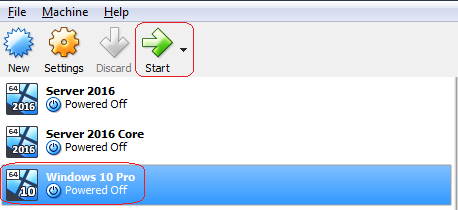 File Machine Help
New Settings Discard Start
64
2016
Server 2016
Powered Off
64
2016
Server 2016 Core
Powered Off
64
10
Windows 10 Pro
Powered Off